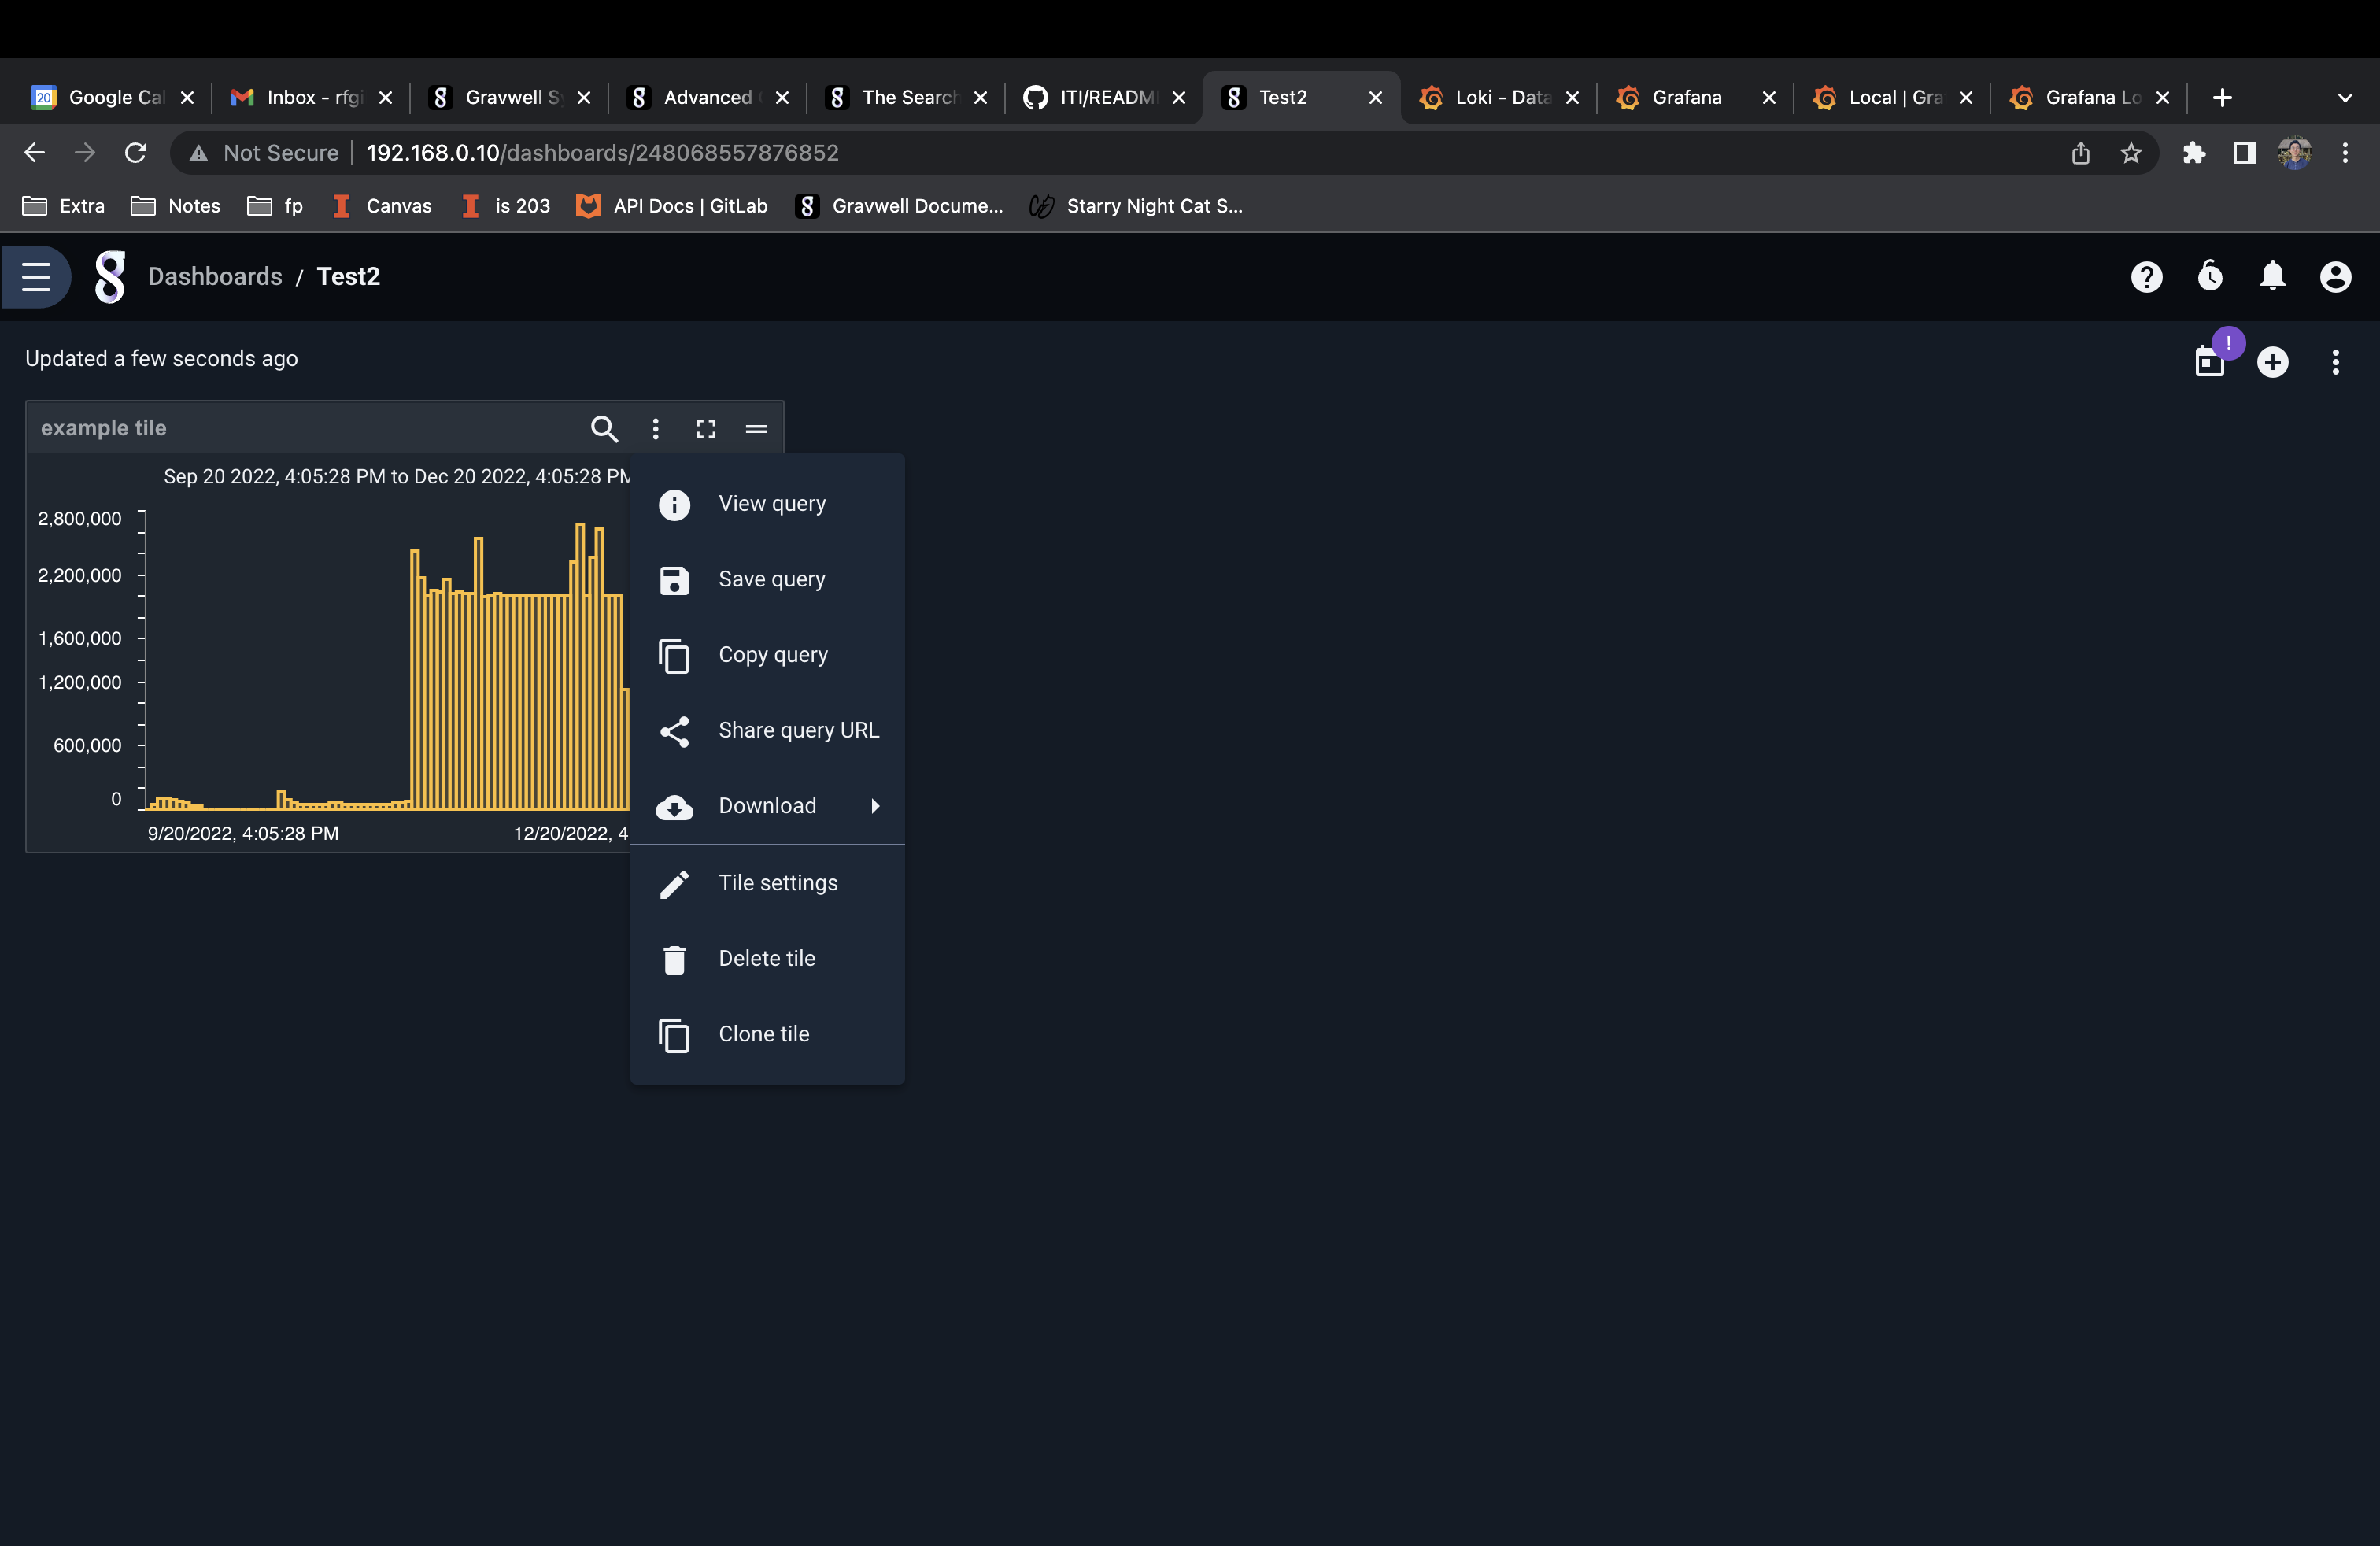 20 Google Cal
Inbox - rfgi
Gravwell Sy
Advanced
The Search
ITI/READM
Test2
Loki - Data
Grafana
Local | Gra
Grafana Lo
Not Secure 192.168.0.10/dashboards/248068557876852
Extra Notes fp Canvas is 203 API Docs | GitLab Gravwell Docume... Starry Night Cat S...
Dashboards / Test2
Updated a few seconds ago
!
example tile
Sep 20 2022, 4:05:28 PM to Dec 20 2022, 4:05:28 PM
2,800,000
2,200,000
1,600,000
1,200,000
600,000
0
9/20/2022, 4:05:28 PM 12/20/2022, 4
View query
Save query
Copy query
Share query URL
Download
Tile settings
Delete tile
Clone tile